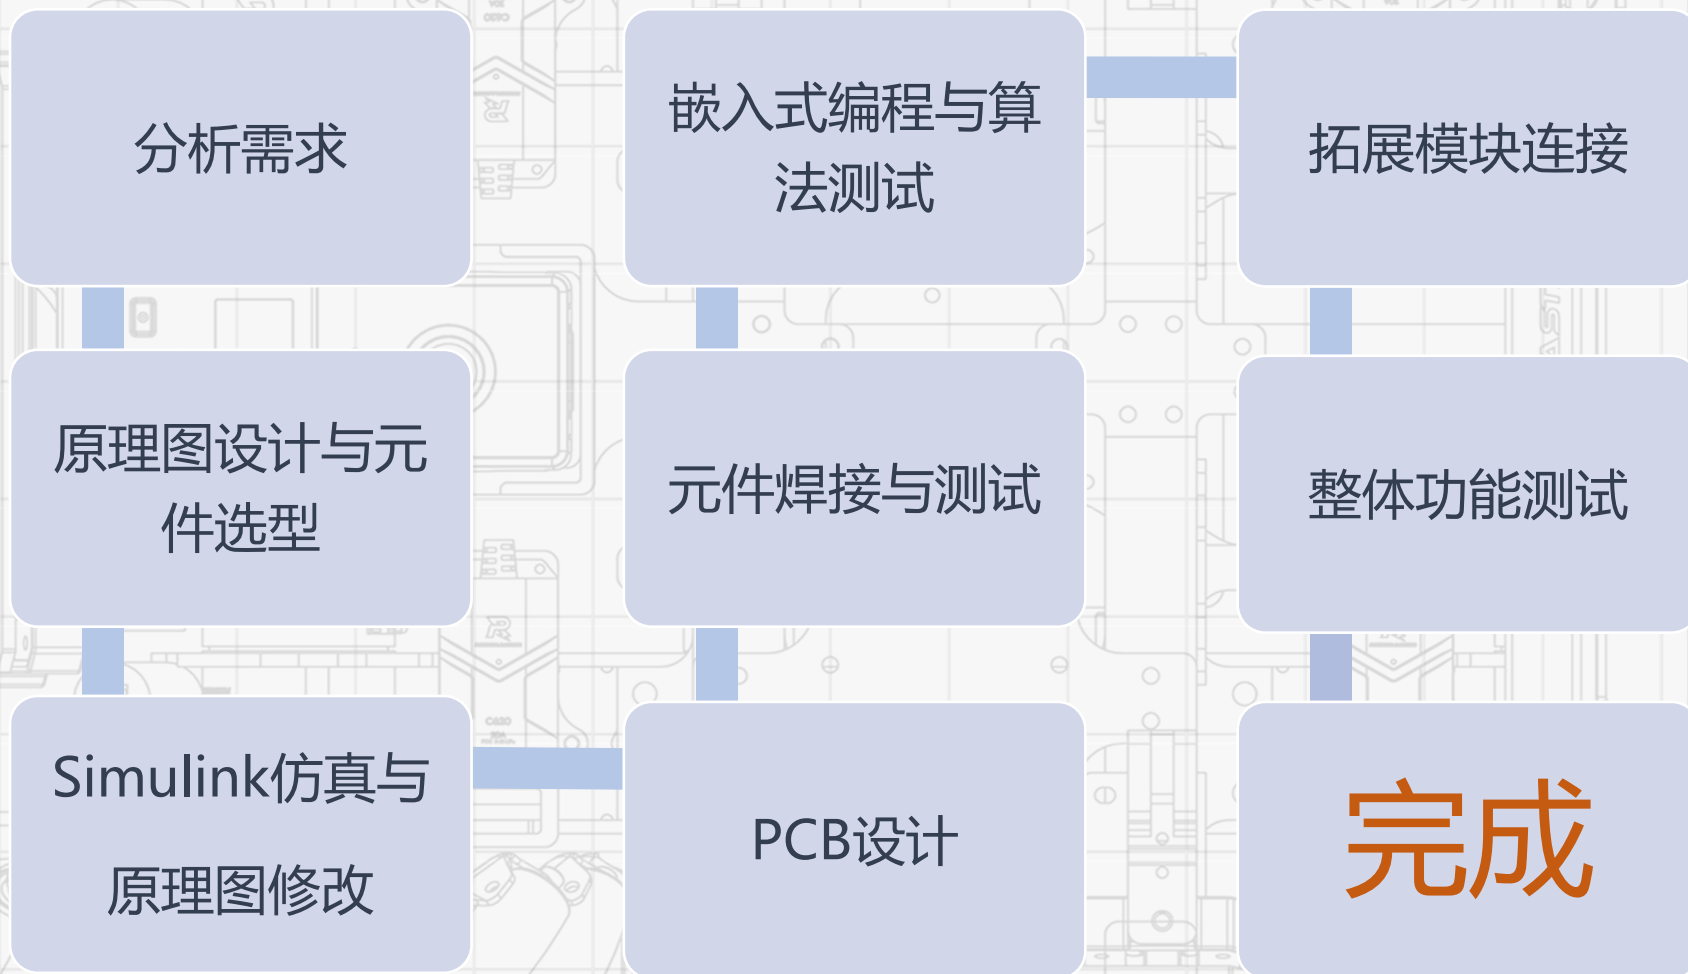 分析需求
原理图设计与元
件选型
Simulink仿真与
原理图修改
PCB设计
元件焊接与测试
嵌入式编程与算
法测试
拓展模块连接
整体功能测试
完成
C620